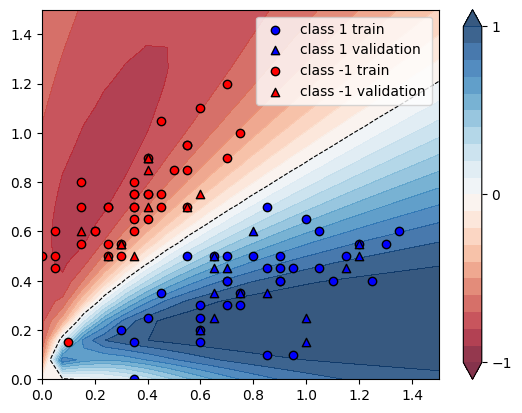 class 1 train
class 1 validation
class -1 train
class -1 validation
1.4
1.2
1.0
0.8
0.6
0.4
0.2
0.0
0.0 0.2 0.4 0.6 0.8 1.0 1.2 1.4
1
0
−1